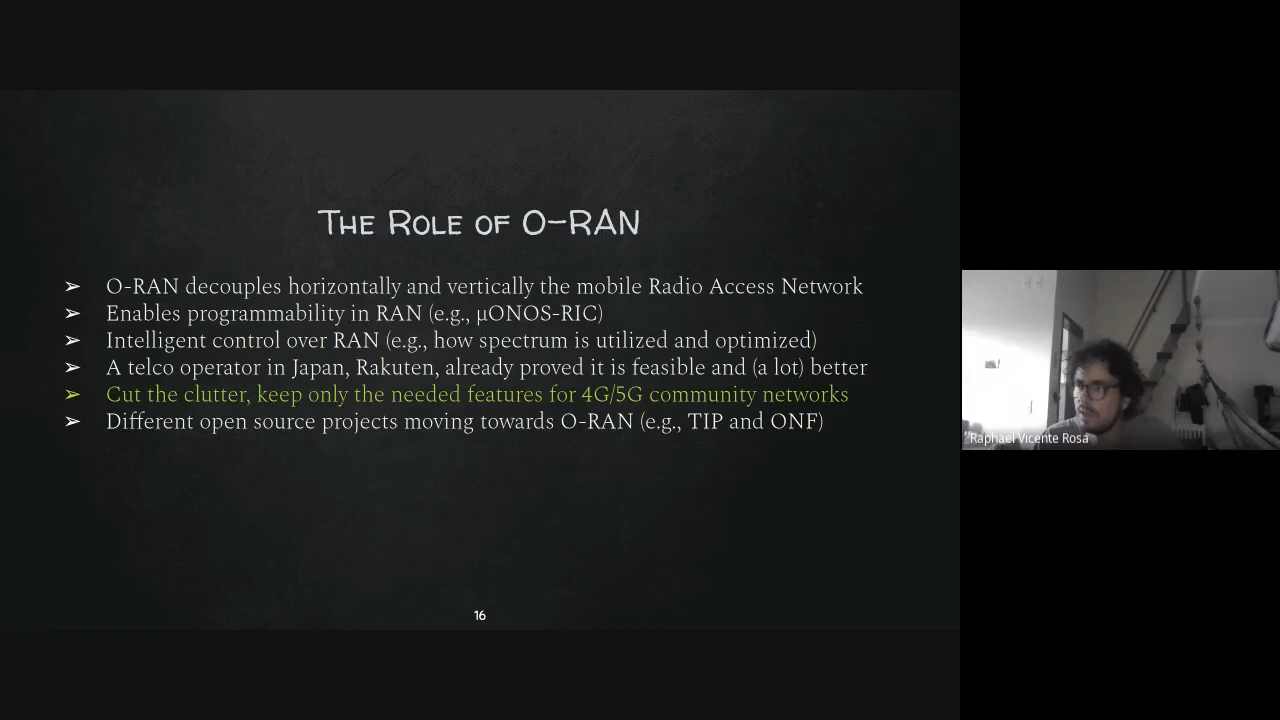 The Role of O-RAN
➢ O-RAN decouples horizontally and vertically the mobile Radio Access Network
➢ Enables programmability in RAN (e.g., µONOS-RIC)
➢ Intelligent control over RAN (e.g., how spectrum is utilized and optimized)
➢ A telco operator in Japan, Rakuten, already proved it is feasible and (a lot) better
➢ Cut the clutter, keep only the needed features for 4G/5G community networks
➢ Different open source projects moving towards O-RAN (e.g., TIP and ONF)
16
Raphael Vicente Rosa